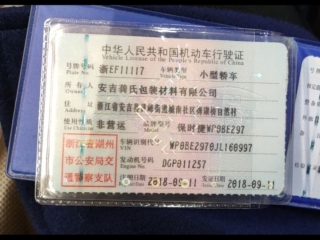 中华人民共和国机动车行驶证
Vehicle License of the People's Republic of China
号牌号码 浙EF11117 车辆类型 小型轿车
Plate No. Vehicle Type
所有人 安吉龚氏包装材料有限公司
Owner
住址 浙江省安吉县
Address
使用性质 非营运 品牌型号 保时捷WP0BE297
Use Character Model
浙江省湖州
市公安局交
通警察支队
车辆识别代号 WP0BE2970JL160997
VIN
发动机号码 DGP011257
Engine No.
注册日期 2018-09-11 发证日期 2018-09-11
Register Date Issue Date